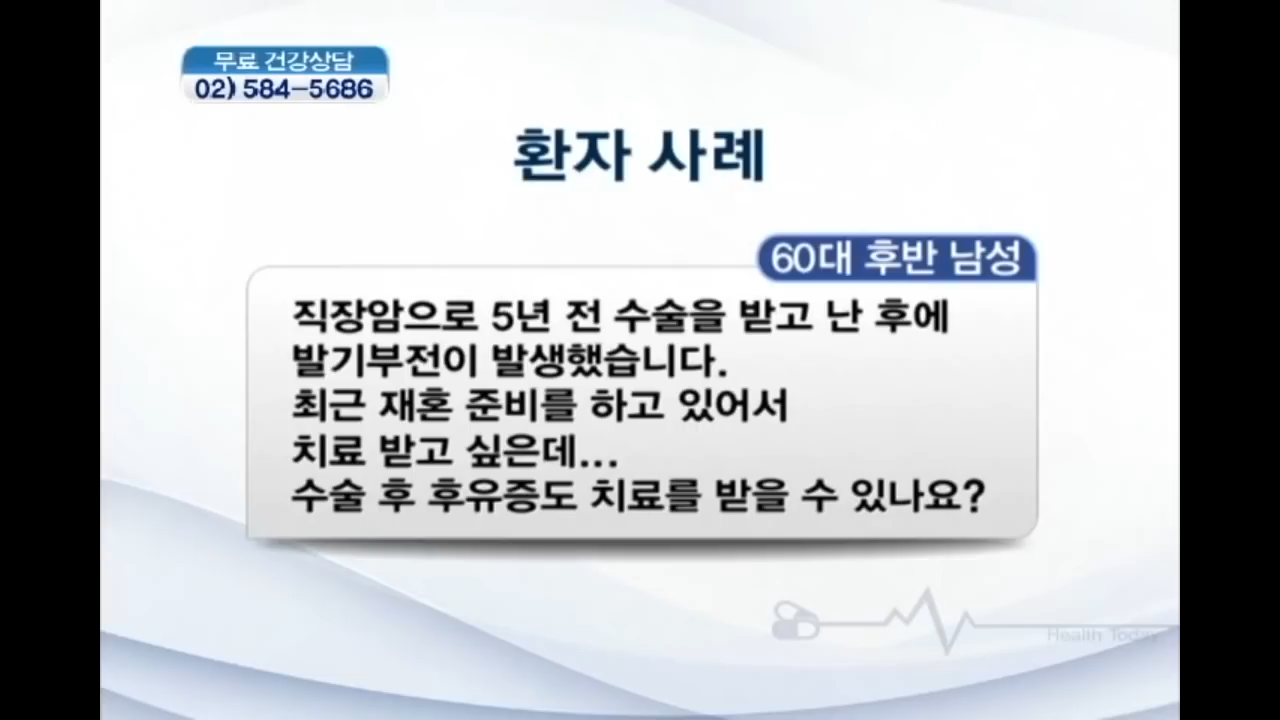 무료 건강상담
02) 584-5686
환자 사례
60대 후반 남성
직장암으로 5년 전 수술을 받고 난 후에
발기부전이 발생했습니다.
최근 재혼 준비를 하고 있어서
치료 받고 싶은데...
수술 후 후유증도 치료를 받을 수 있나요?
Health Today